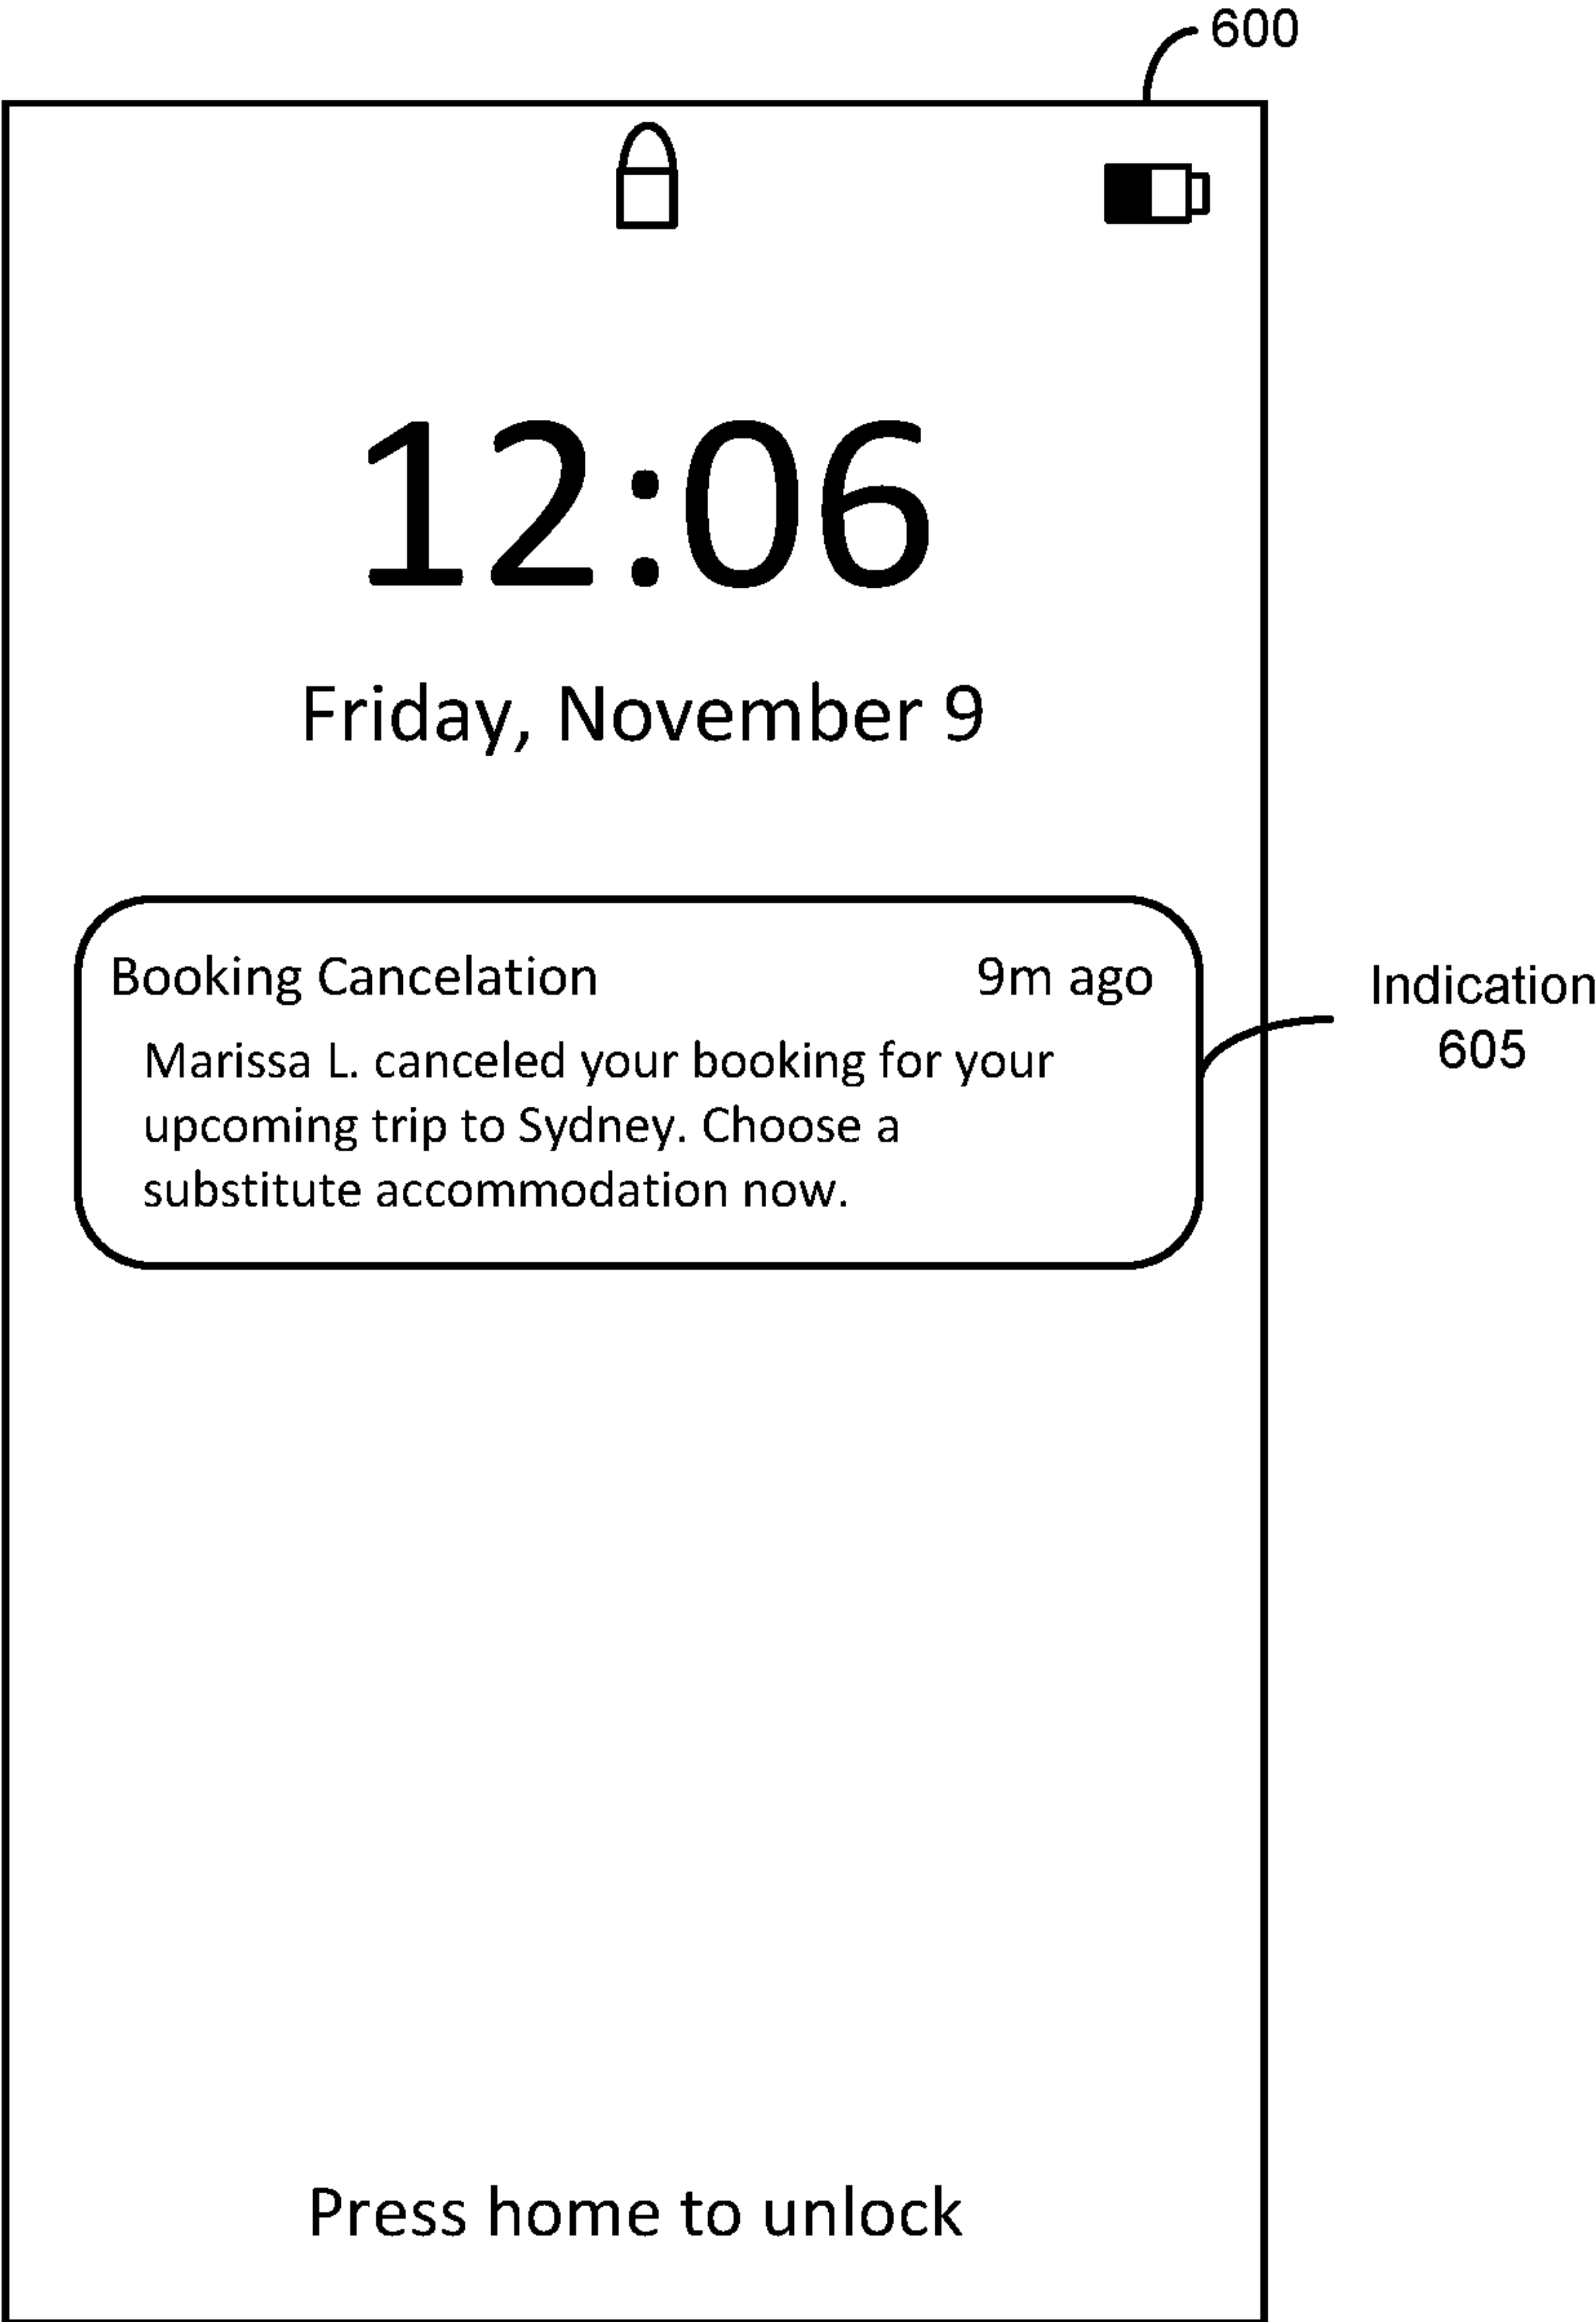 600
12:06
Friday, November 9
Booking Cancelation 9m ago
Marissa L. canceled your booking for your
upcoming trip to Sydney. Choose a
substitute accommodation now.
Indication
605
Press home to unlock